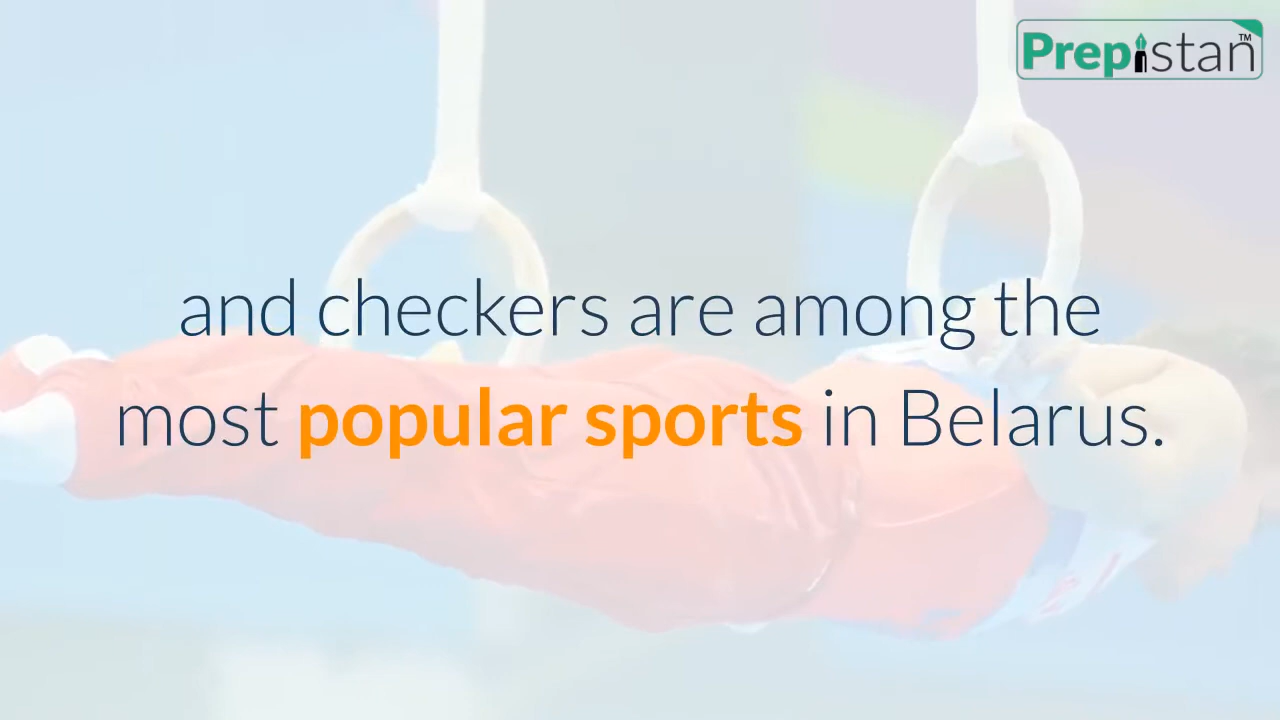 Prepistan™
and checkers are among the
most popular sports in Belarus.